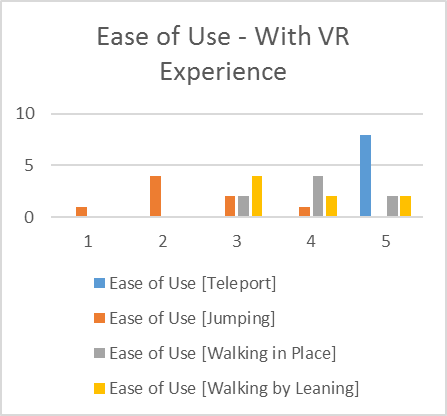 Ease of Use - With VR
Experience
10
5
0
1 2 3 4 5
Ease of Use [Teleport]
Ease of Use [Jumping]
Ease of Use [Walking in Place]
Ease of Use [Walking by Leaning]